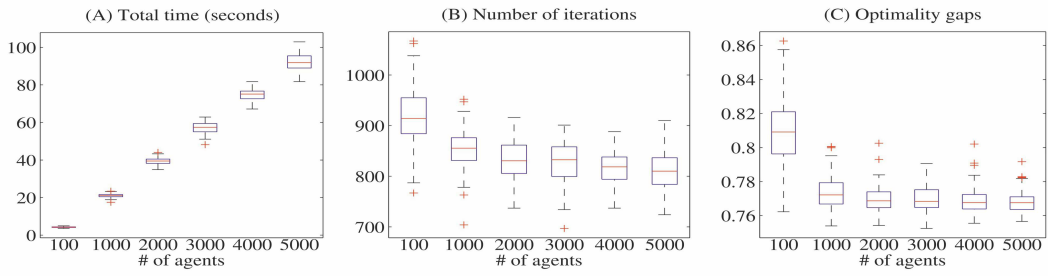 (A) Total time (seconds)
100
80
60
40
20
0
100 1000 2000 3000 4000 5000
# of agents
(B) Number of iterations
1000
900
800
700
100 1000 2000 3000 4000 5000
# of agents
(C) Optimality gaps
0.86
0.84
0.82
0.8
0.78
0.76
100 1000 2000 3000 4000 5000
# of agents